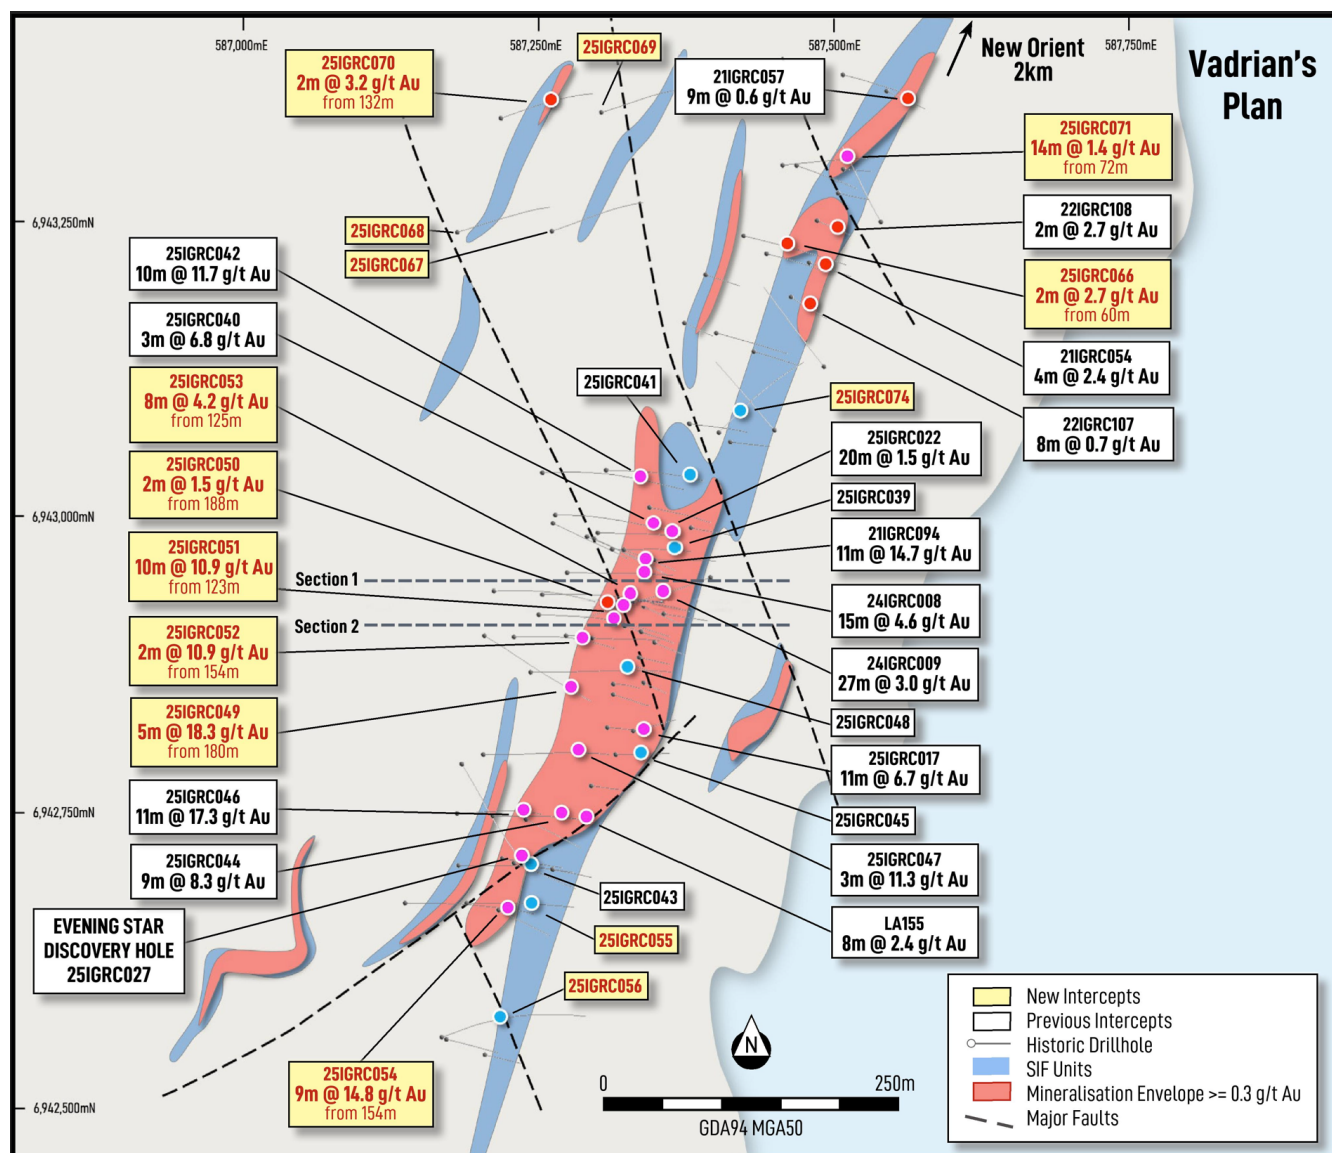 587,000mE
587,250mE
587,500mE
587,750mE
Vadrian's
Plan
New Orient
2km
25IGRC070
2m @ 3.2 g/t Au
from 132m
25IGRC069
21IGRC057
9m @ 0.6 g/t Au
25IGRC071
14m @ 1.4 g/t Au
from 72m
22IGRC108
2m @ 2.7 g/t Au
25IGRC066
2m @ 2.7 g/t Au
from 60m
21IGRC054
4m @ 2.4 g/t Au
22IGRC107
8m @ 0.7 g/t Au
6,943,250mN
25IGRC068
25IGRC067
25IGRC042
10m @ 11.7 g/t Au
25IGRC040
3m @ 6.8 g/t Au
25IGRC053
8m @ 4.2 g/t Au
from 125m
25IGRC050
2m @ 1.5 g/t Au
from 188m
6,943,000mN
25IGRC051
10m @ 10.9 g/t Au
from 123m
25IGRC052
2m @ 10.9 g/t Au
from 154m
25IGRC049
5m @ 18.3 g/t Au
from 180m
25IGRC046
11m @ 17.3 g/t Au
6,942,750mN
25IGRC044
9m @ 8.3 g/t Au
EVENING STAR
DISCOVERY HOLE
25IGRC027
25IGRC041
25IGRC074
25IGRC022
20m @ 1.5 g/t Au
25IGRC039
21IGRC094
11m @ 14.7 g/t Au
Section 1
24IGRC008
15m @ 4.6 g/t Au
Section 2
24IGRC009
27m @ 3.0 g/t Au
25IGRC048
25IGRC017
11m @ 6.7 g/t Au
25IGRC045
25IGRC047
3m @ 11.3 g/t Au
LA155
8m @ 2.4 g/t Au
25IGRC043
25IGRC055
25IGRC056
25IGRC054
9m @ 14.8 g/t Au
from 154m
6,942,500mN
N
0
250m
GDA94 MGA50
New Intercepts
Previous Intercepts
Historic Drillhole
SIF Units
Mineralisation Envelope >= 0.3 g/t Au
Major Faults